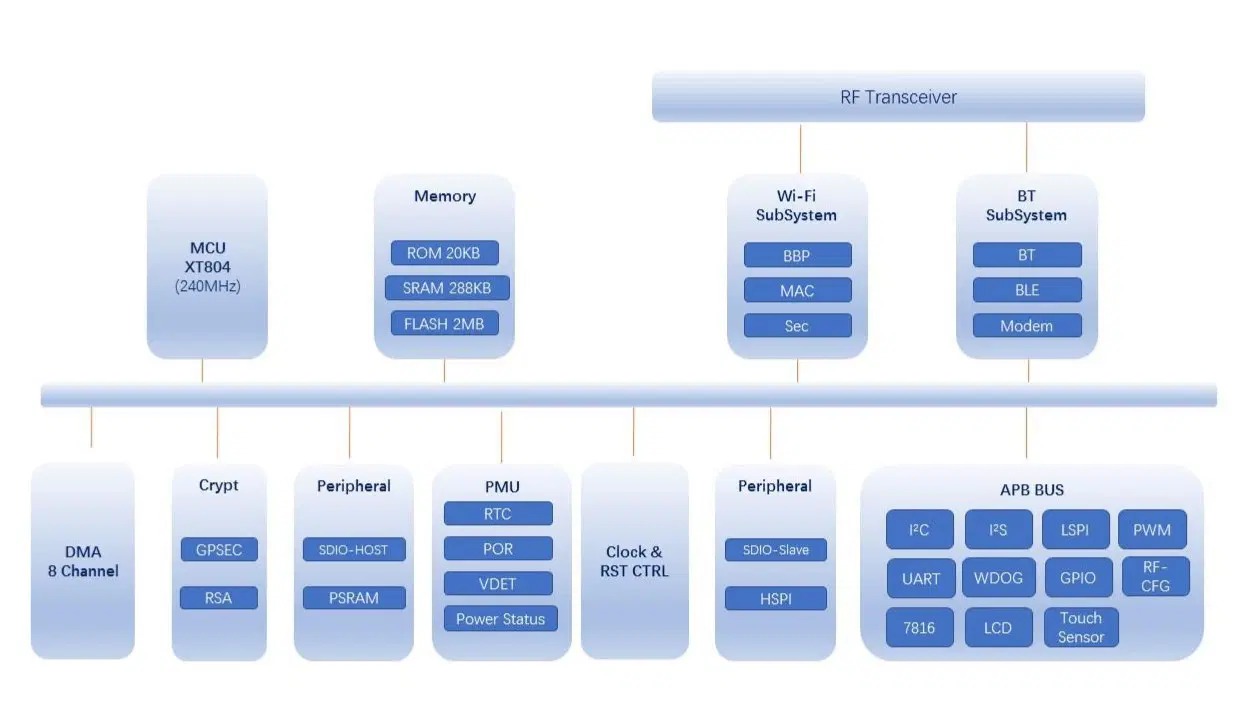 RF Transceiver
MCU
XT804
(240MHz)
Memory
ROM 20KB
SRAM 288KB
FLASH 2MB
Wi-Fi
SubSystem
BBP
MAC
Sec
BT
SubSystem
BT
BLE
Modem
DMA
8 Channel
Crypt
GPSEC
RSA
Peripheral
SDIO-HOST
PSRAM
PMU
RTC
POR
VDET
Power Status
Clock &
RST CTRL
Peripheral
SDIO-Slave
HSPI
APB BUS
I²C
I²S
LSPI
PWM
UART
WDOG
GPIO
RF-
CFG
7816
LCD
Touch
Sensor